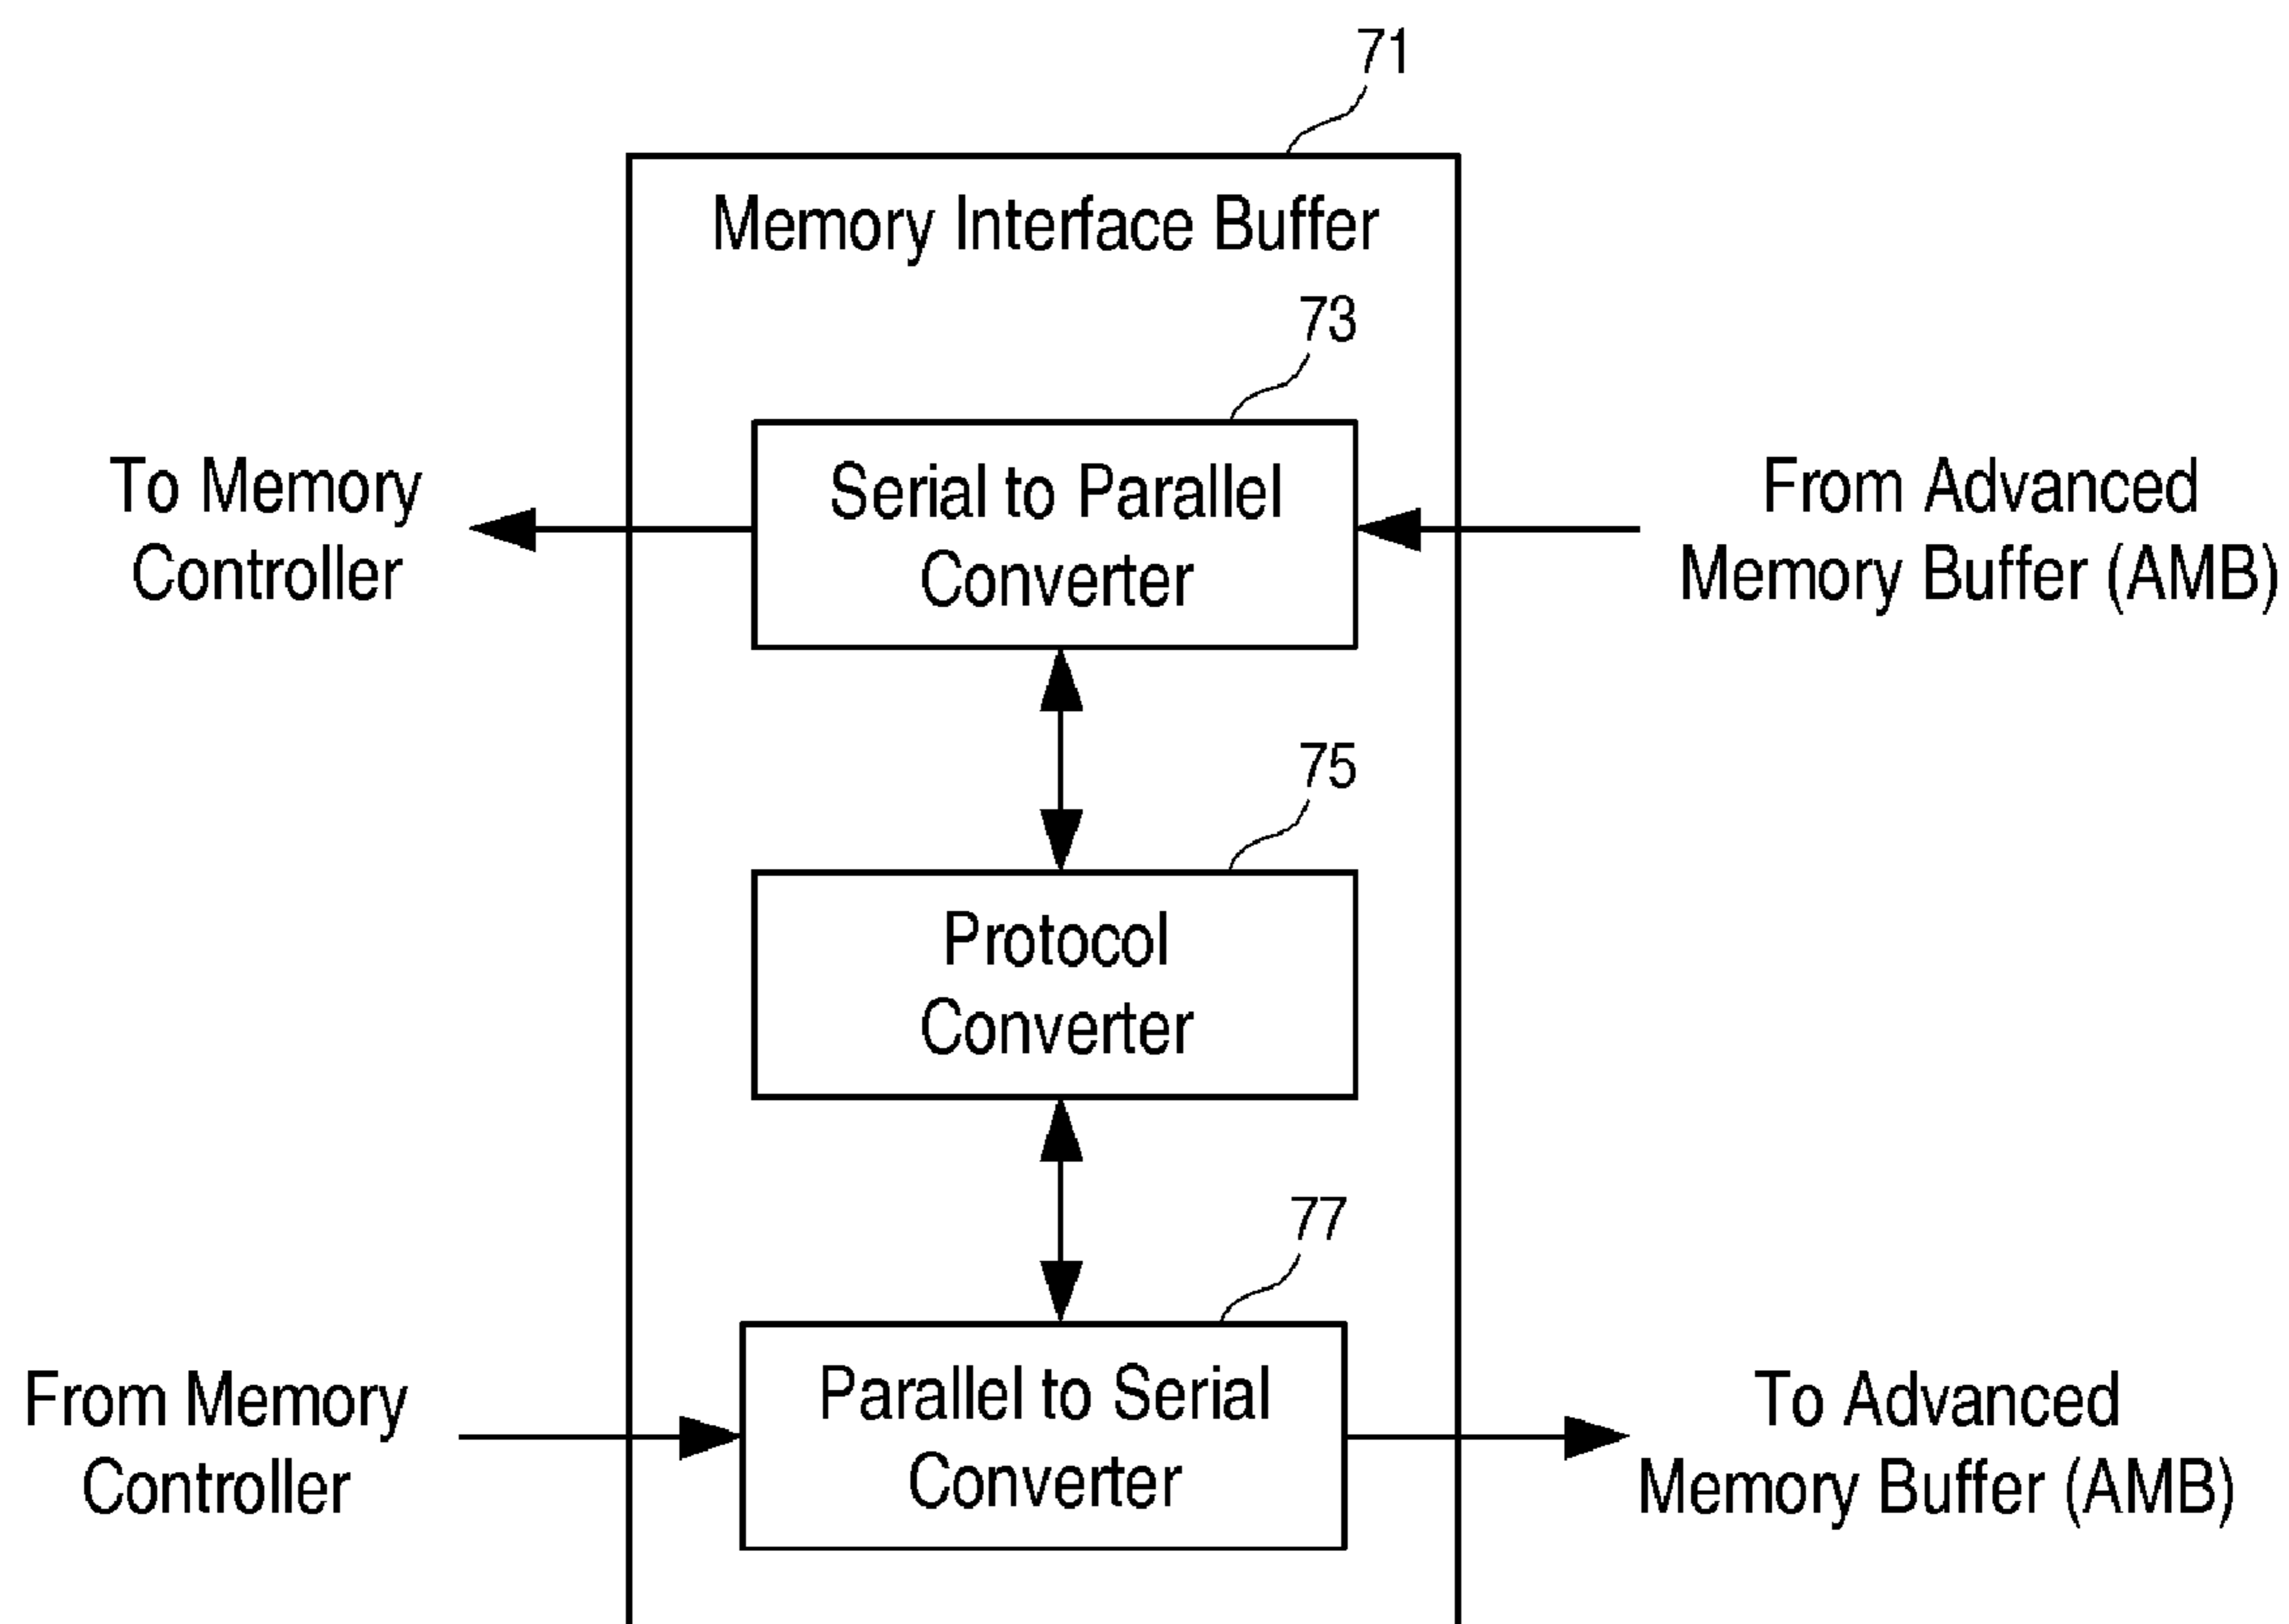 71
Memory Interface Buffer
73
To Memory
Controller
Serial to Parallel
Converter
From Advanced
Memory Buffer (AMB)
75
Protocol
Converter
77
From Memory
Controller
Parallel to Serial
Converter
To Advanced
Memory Buffer (AMB)